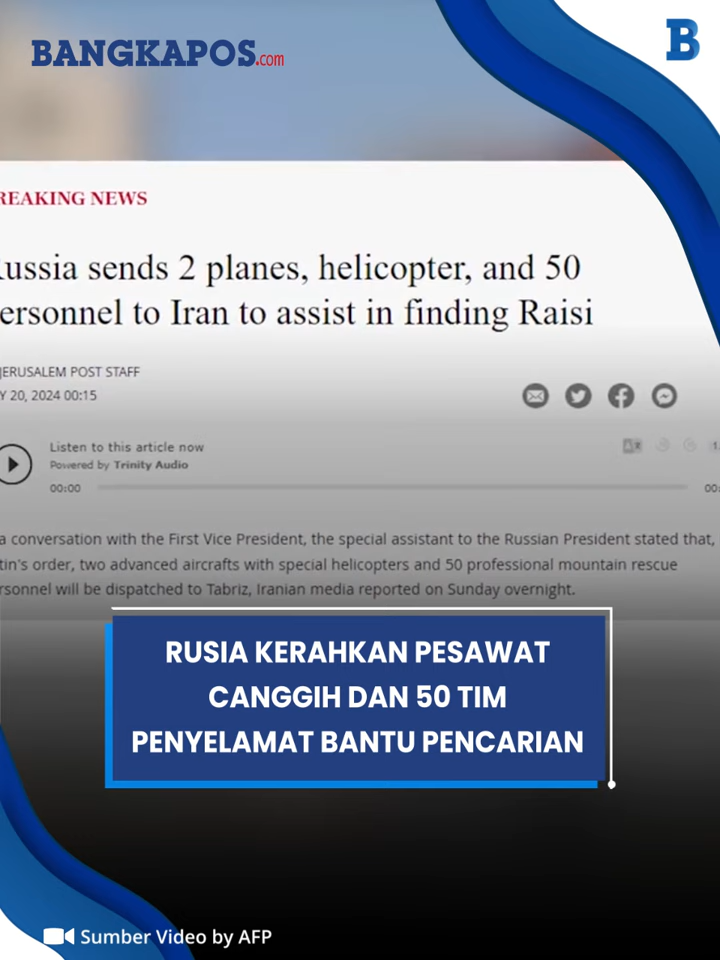 BANGKAPOS.com
B
REAKING NEWS
ussia sends 2 planes, helicopter, and 50
ersonnel to Iran to assist in finding Raisi
JERUSALEM POST STAFF
Y 20, 2024 00:15
Listen to this article now
Powered by Trinity Audio
00:00
00:
a conversation with the First Vice President, the special assistant to the Russian President stated that,
tin's order, two advanced aircrafts with special helicopters and 50 professional mountain rescue
rsonnel will be dispatched to Tabriz, Iranian media reported on Sunday overnight.
RUSIA KERAHKAN PESAWAT
CANGGIH DAN 50 TIM
PENYELAMAT BANTU PENCARIAN
Sumber Video by AFP